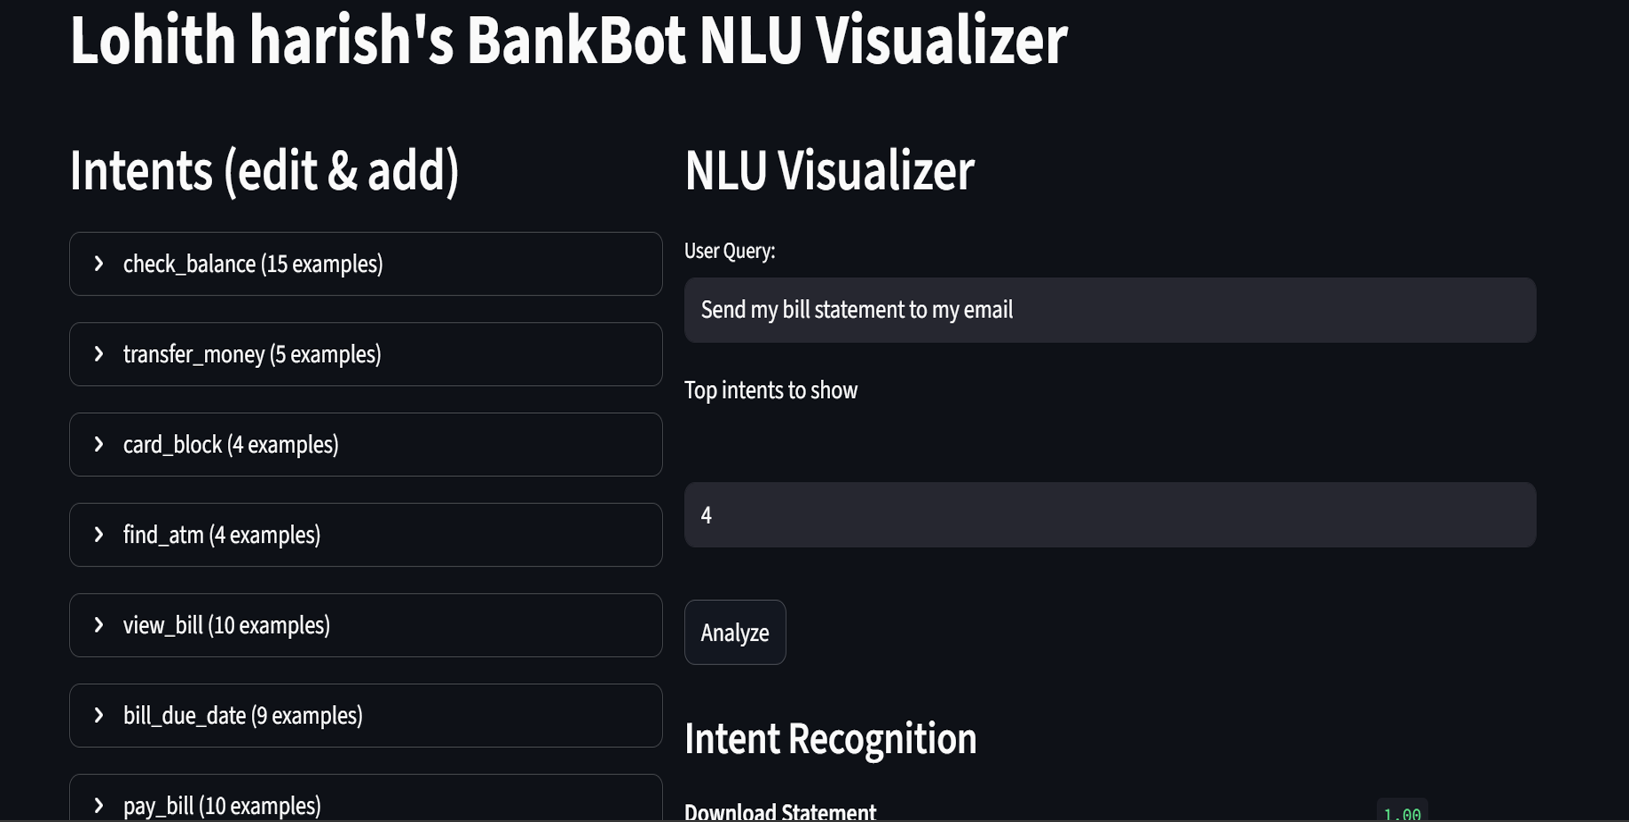 Lohith harish's BankBot NLU Visualizer
Intents (edit & add)
check_balance (15 examples)
transfer_money (5 examples)
card_block (4 examples)
find_atm (4 examples)
view_bill (10 examples)
bill_due_date (9 examples)
pay_bill (10 examples)
NLU Visualizer
User Query:
Send my bill statement to my email
Top intents to show
4
Analyze
Intent Recognition
Download Statement 1.00